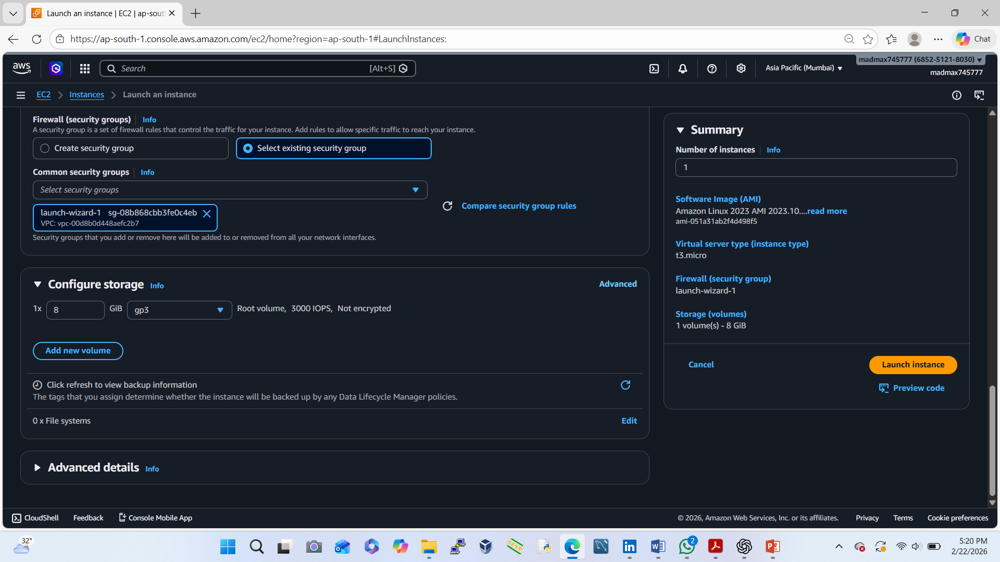 Launch an instance | EC2 | ap-sout
https://ap-south-1.console.aws.amazon.com/ec2/home?region=ap-south-1#LaunchInstances:
Chat
aws
Search
[Alt+S]
Asia Pacific (Mumbai)
madmax745777 (6852-5121-8030)
madmax745777
EC2
Instances
Launch an instance
Firewall (security groups)
Info
A security group is a set of firewall rules that control the traffic for your instance. Add rules to allow specific traffic to reach your instance.
Create security group
Select existing security group
Common security groups
Info
Select security groups
launch-wizard-1 sg-08b868cbb3fe0c4eb
VPC: vpc-00d8b0d448aefc2b7
Compare security group rules
Security groups that you add or remove here will be added to or removed from all your network interfaces.
Configure storage
Info
Advanced
1x
8
GiB
gp3
Root volume, 3000 IOPS, Not encrypted
Add new volume
Click refresh to view backup information
The tags that you assign determine whether the instance will be backed up by any Data Lifecycle Manager policies.
0 x File systems
Edit
Advanced details
Info
Summary
Number of instances
Info
1
Software Image (AMI)
Amazon Linux 2023 AMI 2023.10....read more
ami-051a31ab2f4d498f5
Virtual server type (instance type)
t3.micro
Firewall (security group)
launch-wizard-1
Storage (volumes)
1 volume(s) - 8 GiB
Cancel
Launch instance
Preview code
CloudShell
Feedback
Console Mobile App
© 2026, Amazon Web Services, Inc. or its affiliates.
Privacy
Terms
Cookie preferences
32°
TFTP
2
5:20 PM
2/22/2026